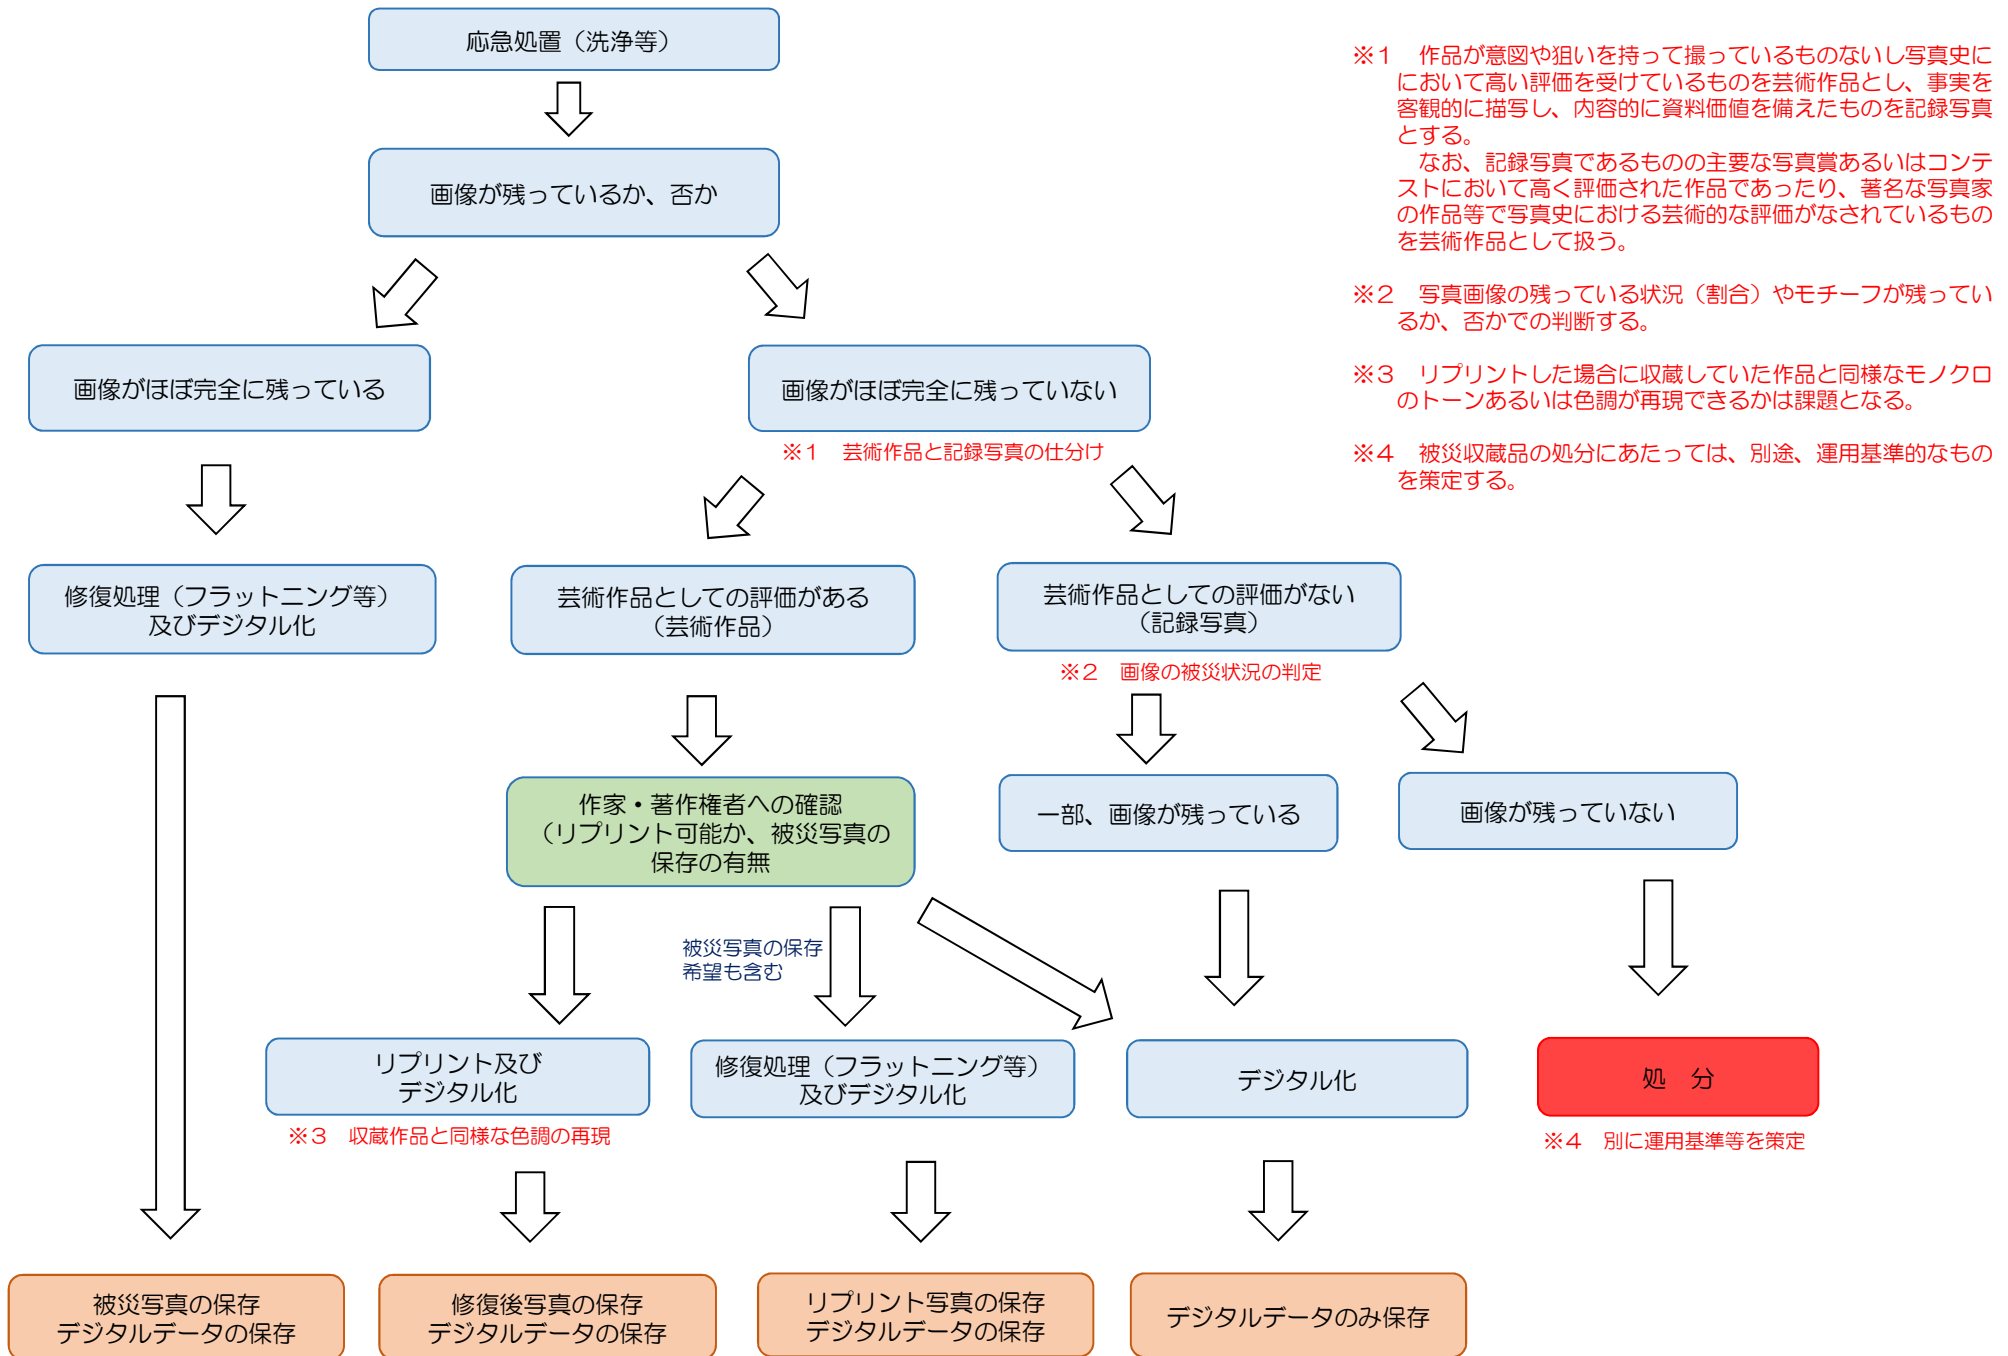 応急処置（洗浄等）
画像が残っているか、否か
画像がほぼ完全に残っている
画像がほぼ完全に残っていない
※１　芸術作品と記録写真の仕分け
修復処理（フラットニング等）
及びデジタル化
芸術作品としての評価がある
（芸術作品）
芸術作品としての評価がない
（記録写真）
※２　画像の被災状況の判定
作家・著作権者への確認
（リプリント可能か、被災写真の
保存の有無
一部、画像が残っている
画像が残っていない
被災写真の保存
希望も含む
リプリント及び
デジタル化
※３　収蔵作品と同様な色調の再現
修復処理（フラットニング等）
及びデジタル化
デジタル化
処　分
※４　別に運用基準等を策定
被災写真の保存
デジタルデータの保存
修復後写真の保存
デジタルデータの保存
リプリント写真の保存
デジタルデータの保存
デジタルデータのみ保存
※１　作品が意図や狙いを持って撮っているものないし写真史に
において高い評価を受けているものを芸術作品とし、事実を
客観的に描写し、内容的に資料価値を備えたものを記録写真
とする。
なお、記録写真であるものの主要な写真賞あるいはコンテ
ストにおいて高く評価された作品であったり、著名な写真家
の作品等で写真史における芸術的な評価がなされているもの
を芸術作品として扱う。
※２　写真画像の残っている状況（割合）やモチーフが残ってい
るか、否かでの判断する。
※３　リプリントした場合に収蔵していた作品と同様なモノクロ
のトーンあるいは色調が再現できるかは課題となる。
※４　被災収蔵品の処分にあたっては、別途、運用基準的なもの
を策定する。